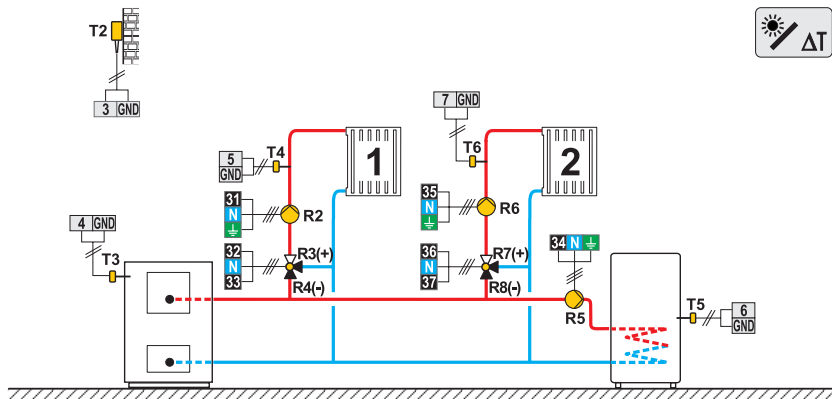 T2
ΔT
3 GND
7 GND
5
GND
T4
T6
1
2
31
N
R2
35
N
R6
4 GND
T3
32
N
33
R3(+)
R4(-)
36
N
37
R7(+)
R8(-)
34 N
R5
T5
6
GND